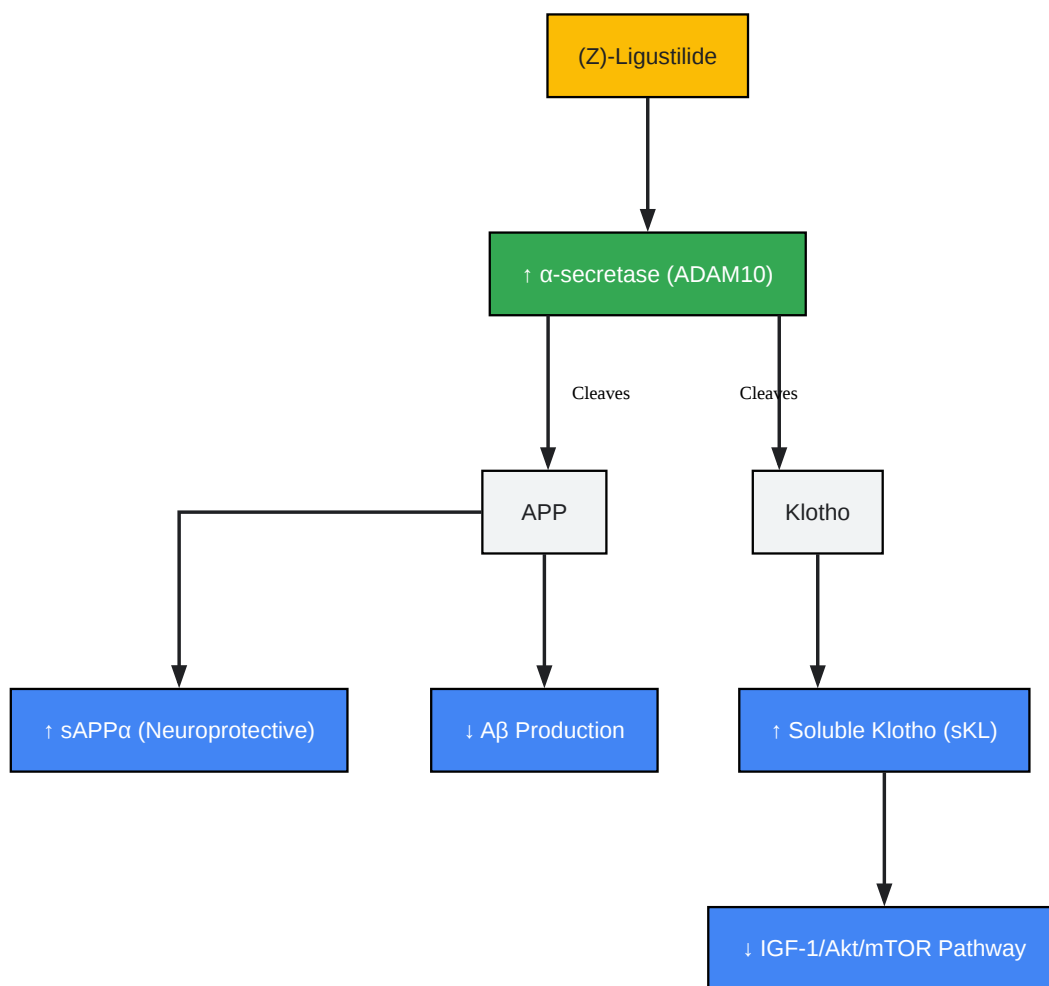 (Z)-Ligustilide
↑ α-secretase (ADAM10)
Cleaves
Cleaves
APP
Klotho
↑ sAPPα (Neuroprotective)
↓ Aβ Production
↑ Soluble Klotho (sKL)
↓ IGF-1/Akt/mTOR Pathway